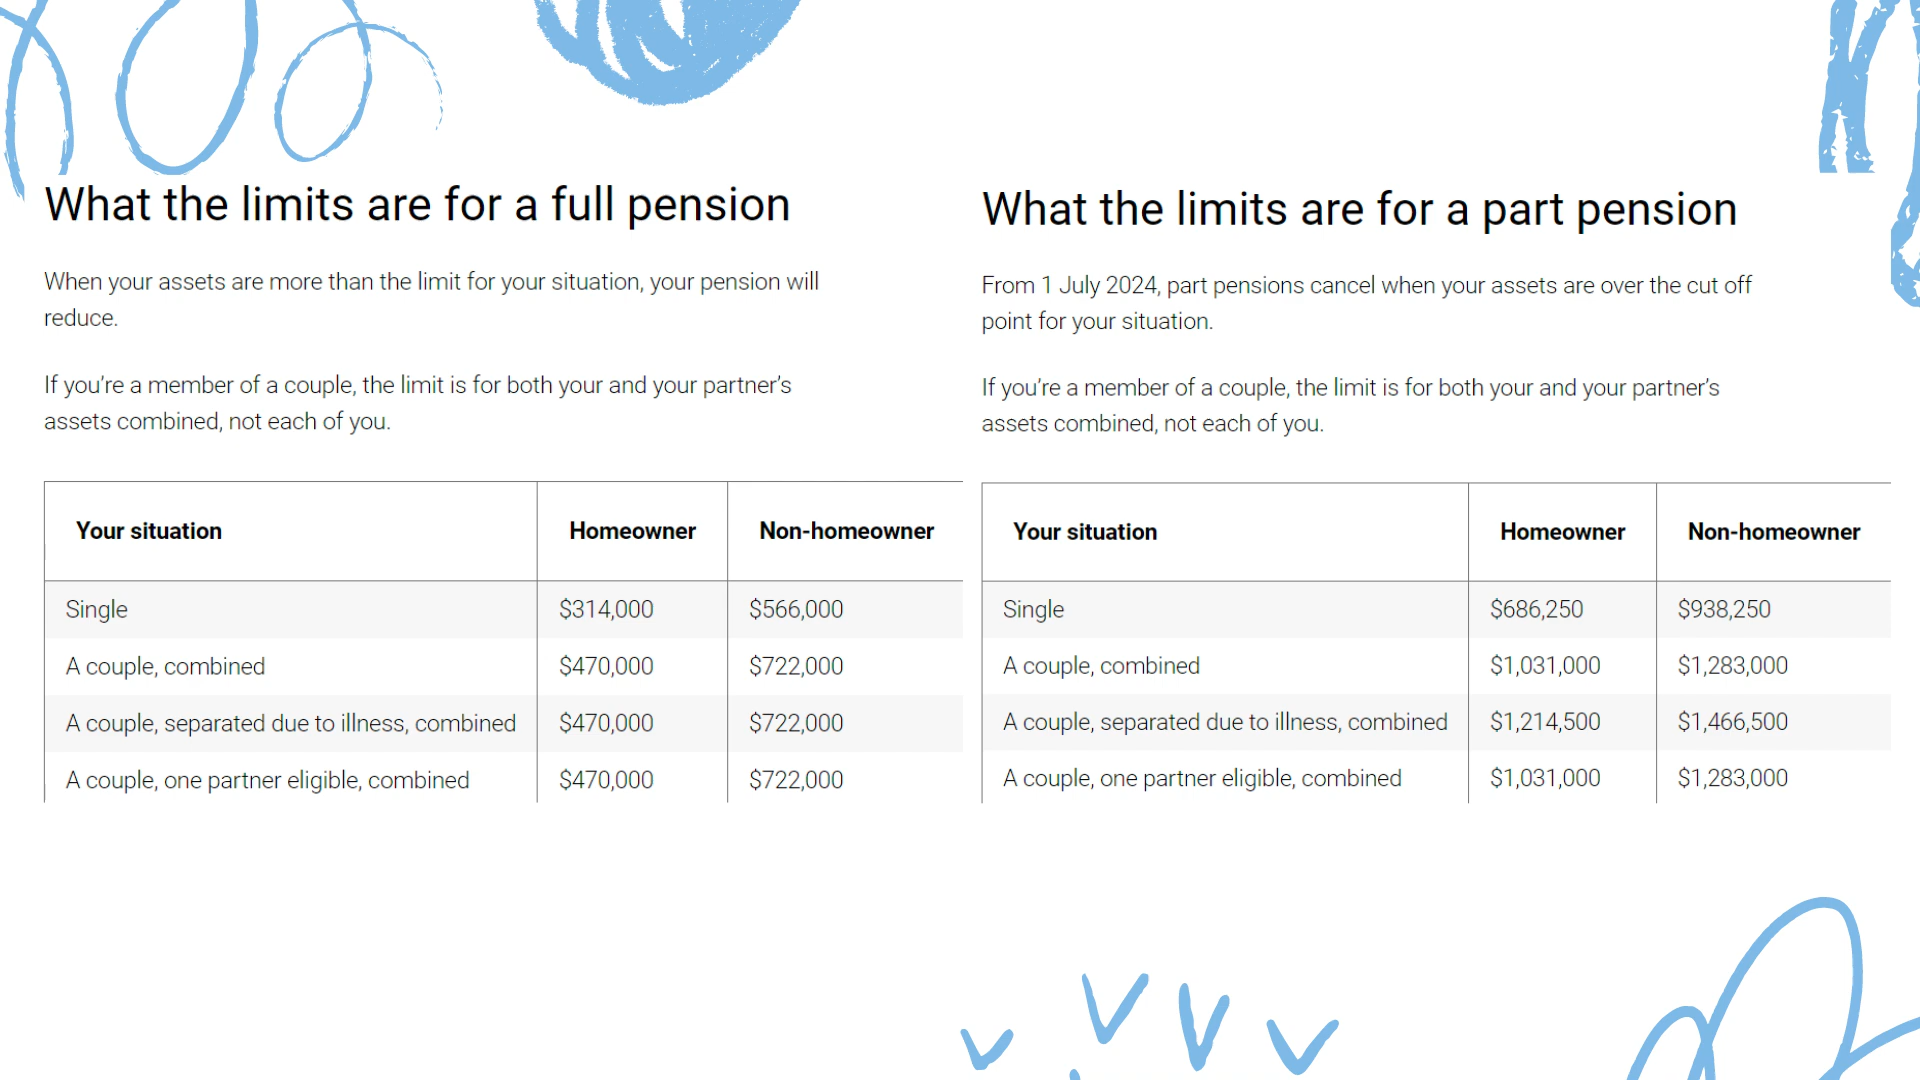 What the limits are for a full pension
When your assets are more than the limit for your situation, your pension will
reduce.
If you’re a member of a couple, the limit is for both your and your partner’s
assets combined, not each of you.
Your situation Homeowner Non-homeowner
Single $314,000 $566,000
A couple, combined $470,000 $722,000
A couple, separated due to illness, combined $470,000 $722,000
A couple, one partner eligible, combined $470,000 $722,000
What the limits are for a part pension
From 1 July 2024, part pensions cancel when your assets are over the cut off
point for your situation.
If you’re a member of a couple, the limit is for both your and your partner’s
assets combined, not each of you.
Your situation Homeowner Non-homeowner
Single $686,250 $938,250
A couple, combined $1,031,000 $1,283,000
A couple, separated due to illness, combined $1,214,500 $1,466,500
A couple, one partner eligible, combined $1,031,000 $1,283,000